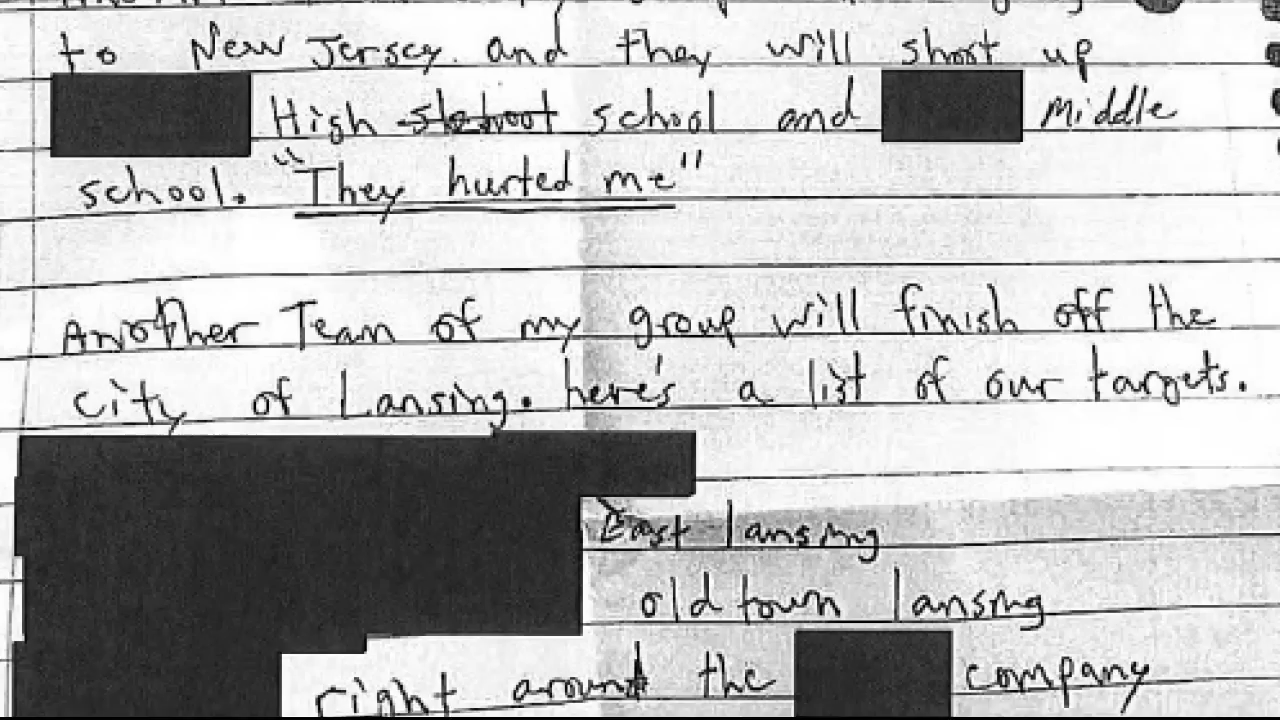 to New Jersey. and they will shoot up
High school and Middle
school. "They hurted me"
Another Team of my group will finish off the
city of Lansing. here's a list of our targets.
East lansing
old town lansing
right around the company